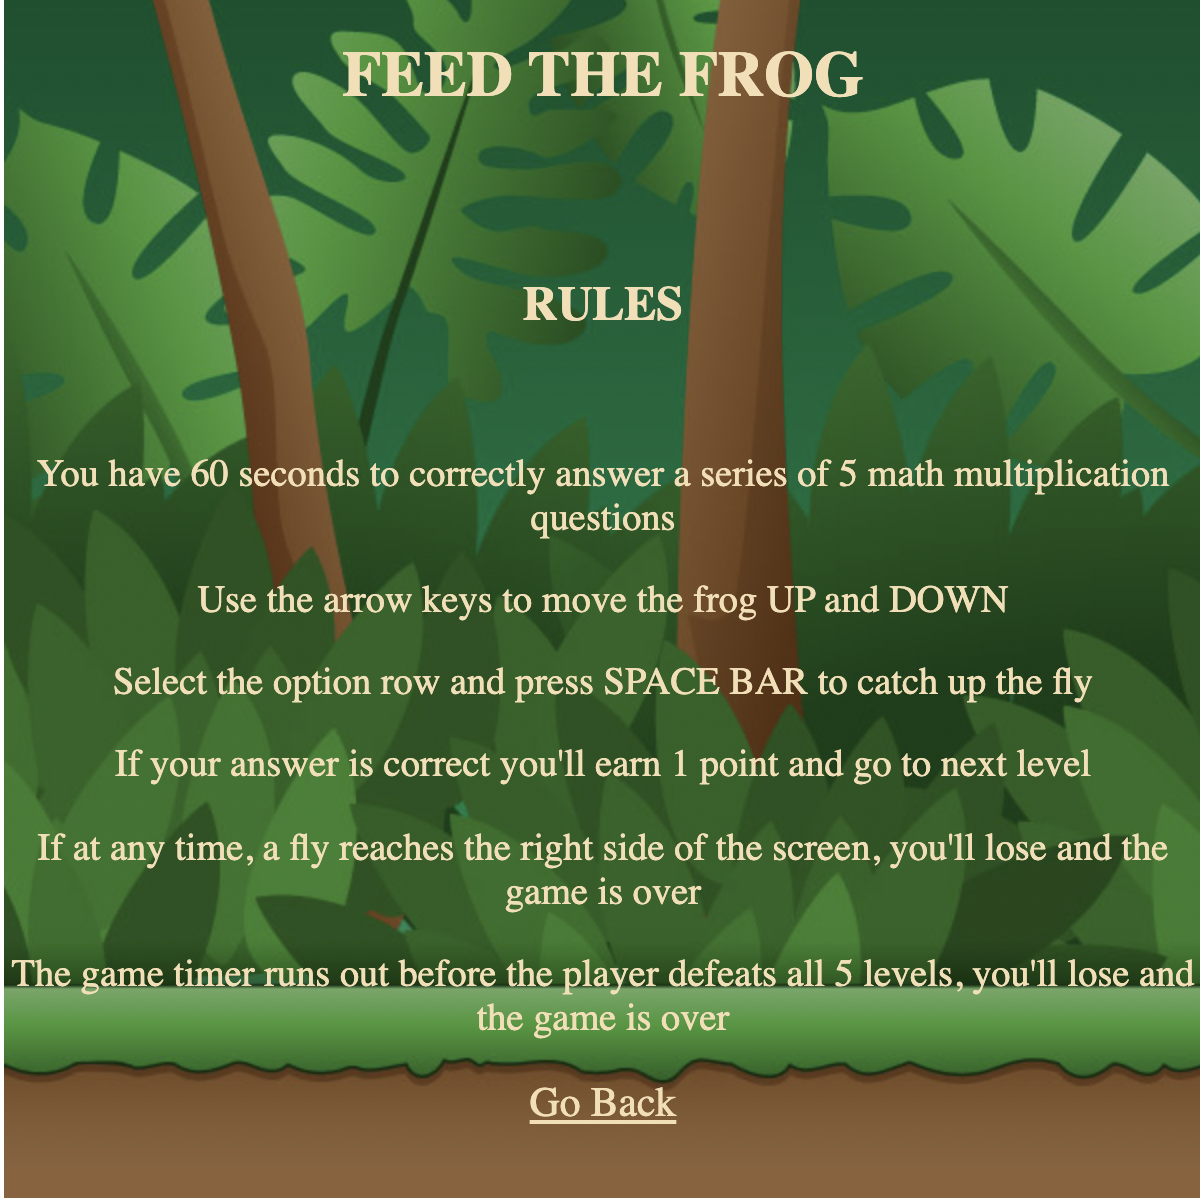 FEED THE FROG
RULES
You have 60 seconds to correctly answer a series of 5 math multiplication
questions
Use the arrow keys to move the frog UP and DOWN
Select the option row and press SPACE BAR to catch up the fly
If your answer is correct you'll earn 1 point and go to next level
If at any time, a fly reaches the right side of the screen, you'll lose and the
game is over
The game timer runs out before the player defeats all 5 levels, you'll lose and
the game is over
Go Back